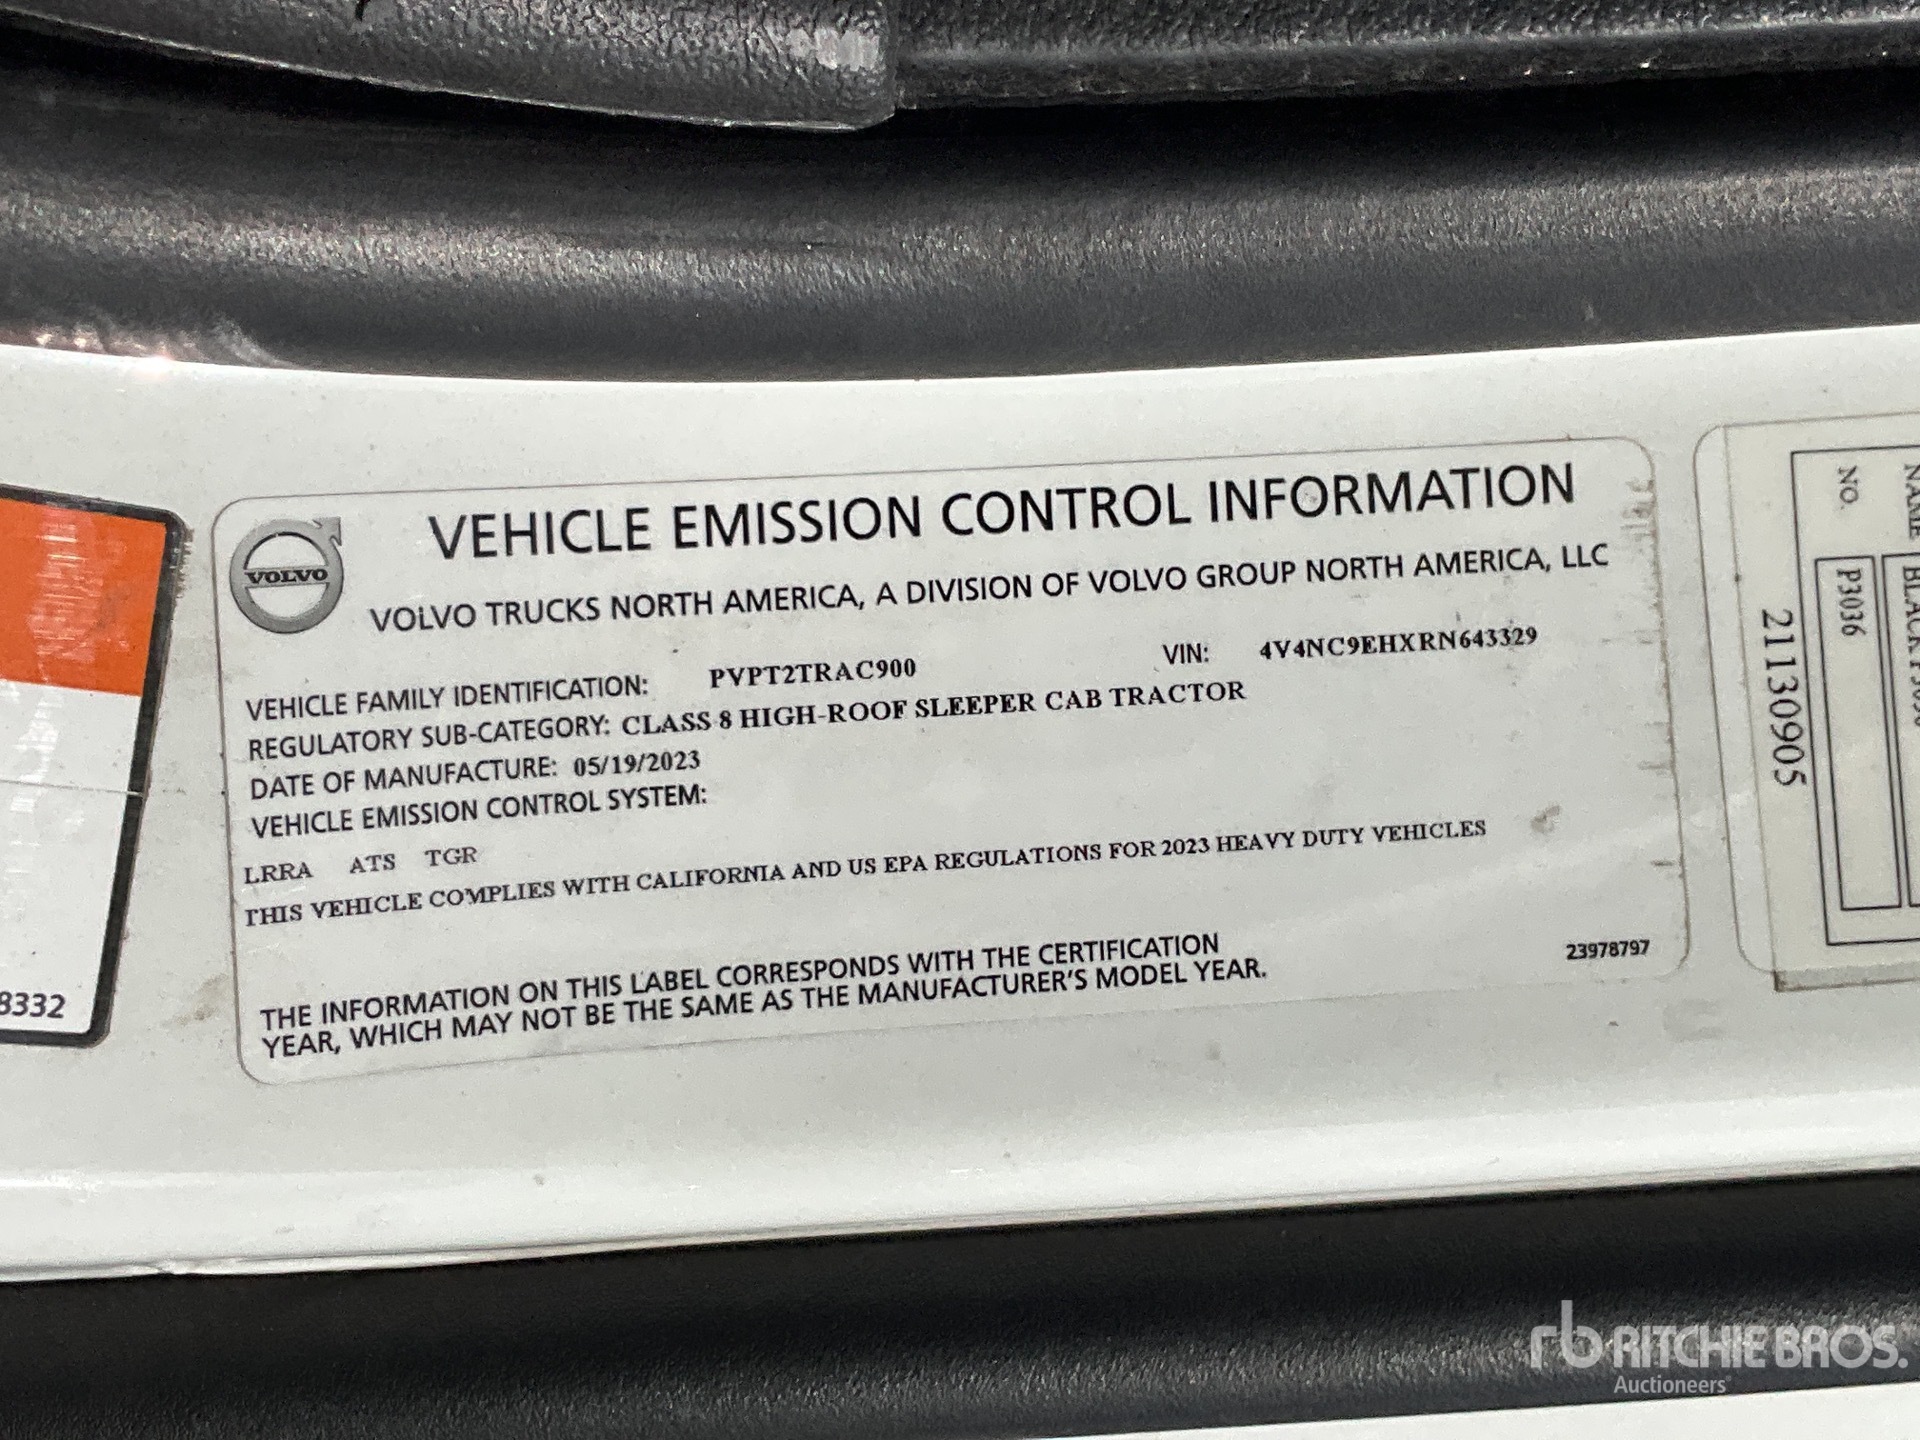 VOLVO
VEHICLE EMISSION CONTROL INFORMATION
VOLVO TRUCKS NORTH AMERICA, A DIVISION OF VOLVO GROUP NORTH AMERICA, LLC
VEHICLE FAMILY IDENTIFICATION: PVPT2TRAC900 VIN: 4V4NC9EHXRN643329
REGULATORY SUB-CATEGORY: CLASS 8 HIGH-ROOF SLEEPER CAB TRACTOR
DATE OF MANUFACTURE: 05/19/2023
VEHICLE EMISSION CONTROL SYSTEM:
LRRA ATS TGR
THIS VEHICLE COMPLIES WITH CALIFORNIA AND US EPA REGULATIONS FOR 2023 HEAVY DUTY VEHICLES
THE INFORMATION ON THIS LABEL CORRESPONDS WITH THE CERTIFICATION
YEAR, WHICH MAY NOT BE THE SAME AS THE MANUFACTURER'S MODEL YEAR.
23978797
8332
NAME BLACK P3036
NO. P3036
21130905
rb RITCHIE BROS.
Auctioneers